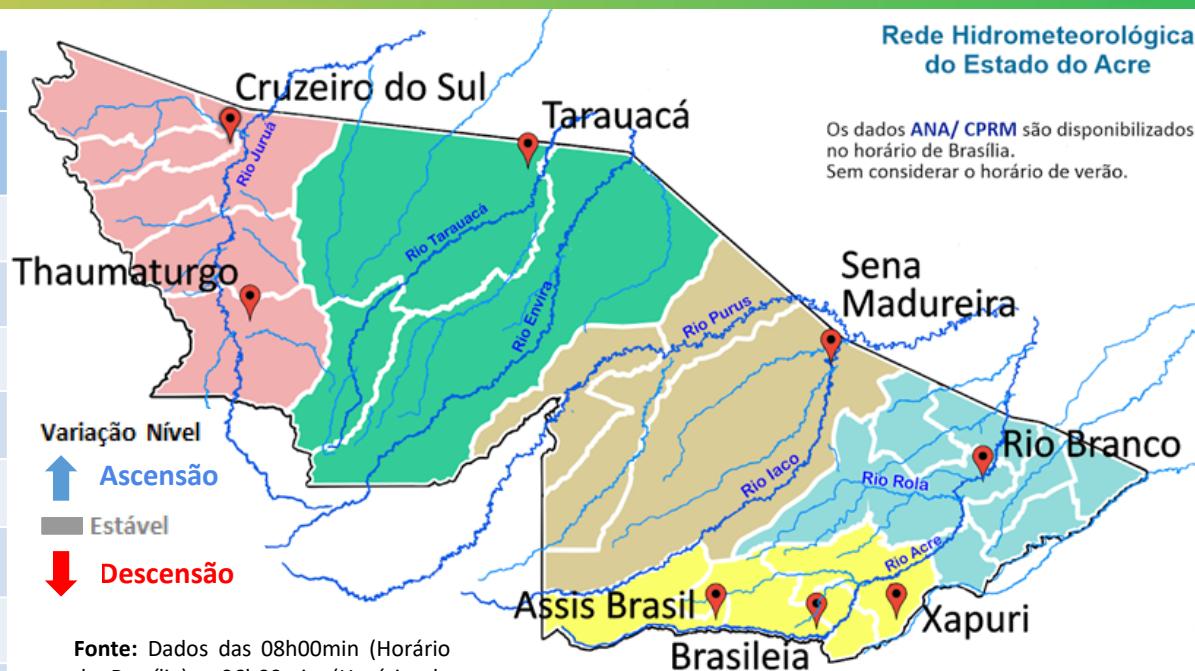 Rede Hidrometeorológica
do Estado do Acre
Os dados ANA/ CPRM são disponibilizados
no horário de Brasília.
Sem considerar o horário de verão.
Cruzeiro do Sul
Tarauacá
Rio Juruá
Rio Tarauacá
Thaumaturgo
Rio Envira
Sena
Madureira
Rio Purus
Variação Nível
Ascensão
Estável
Descensão
Rio Branco
Rio Iaco
Rio Rola
Rio Acre
Assis Brasil
Xapuri
Brasileia
Fonte: Dados das 08h00min (Horário